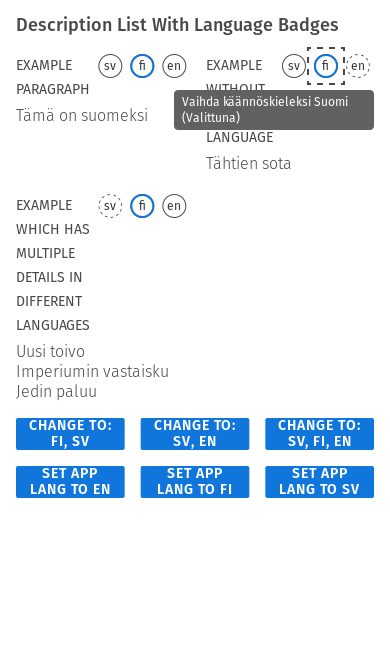 Description List With Language Badges
EXAMPLE
PARAGRAPH
sv fi en
Tämä on suomeksi
EXAMPLE
WITHOUT
LANGUAGE
sv fi en
Vaihda käännöskieleksi Suomi
(Valittuna)
Tähtien sota
EXAMPLE
WHICH HAS
MULTIPLE
DETAILS IN
DIFFERENT
LANGUAGES
sv fi en
Uusi toivo
Imperiumin vastaisku
Jedin paluu
CHANGE TO:
FI, SV
CHANGE TO:
SV, EN
CHANGE TO:
SV, FI, EN
SET APP
LANG TO EN
SET APP
LANG TO FI
SET APP
LANG TO SV